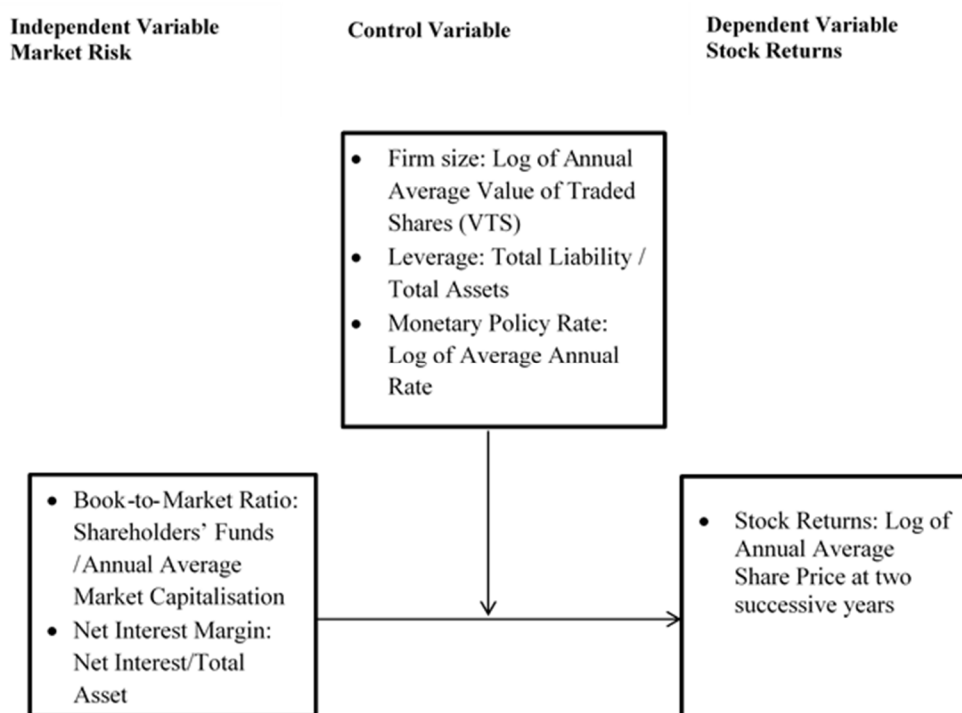 Independent Variable
Market Risk
Control Variable
Dependent Variable
Stock Returns
• Firm size: Log of Annual
Average Value of Traded
Shares (VTS)
• Leverage: Total Liability /
Total Assets
• Monetary Policy Rate:
Log of Average Annual
Rate
• Book-to-Market Ratio:
Shareholders’ Funds
/Annual Average
Market Capitalisation
• Net Interest Margin:
Net Interest/Total
Asset
• Stock Returns: Log of
Annual Average
Share Price at two
successive years